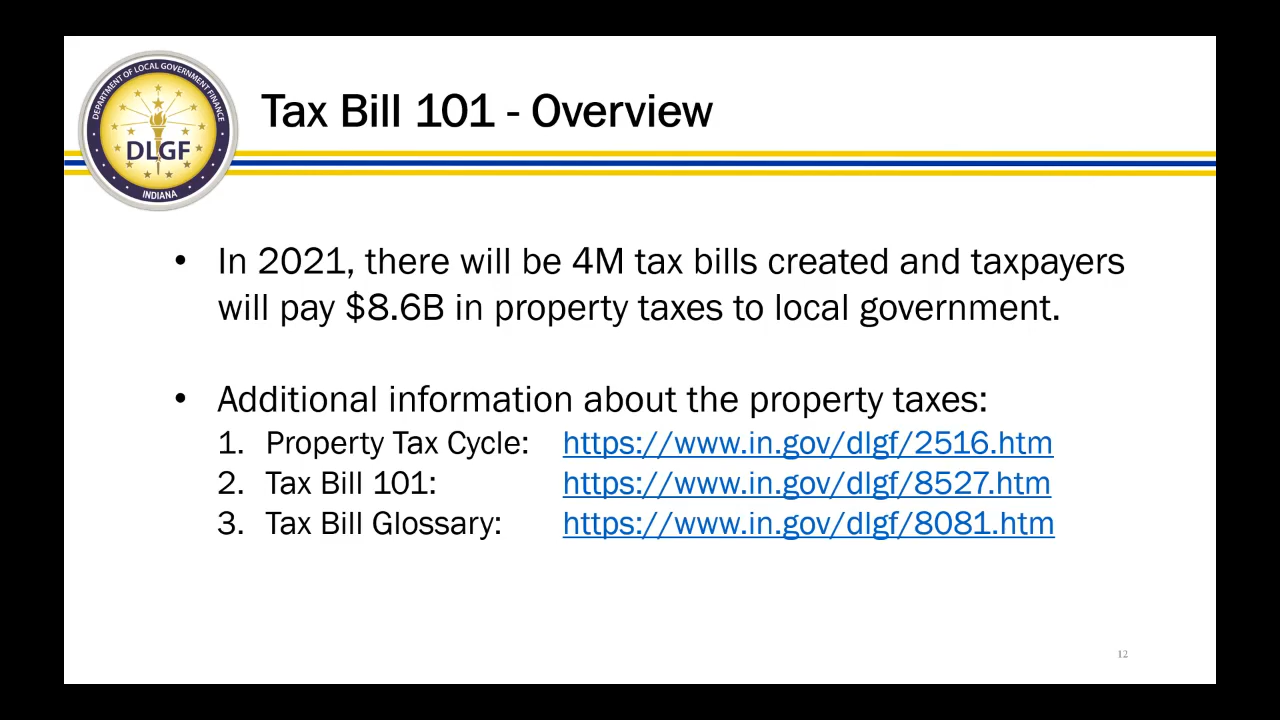 DEPARTMENT OF LOCAL GOVERNMENT FINANCE
DLGF
INDIANA
Tax Bill 101 - Overview
• In 2021, there will be 4M tax bills created and taxpayers
will pay $8.6B in property taxes to local government.
• Additional information about the property taxes:
1. Property Tax Cycle: https://www.in.gov/dlgf/2516.htm
2. Tax Bill 101: https://www.in.gov/dlgf/8527.htm
3. Tax Bill Glossary: https://www.in.gov/dlgf/8081.htm
12